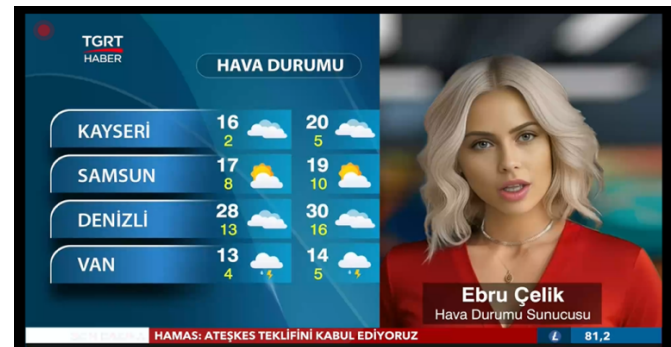 TGRT
HABER
HAVA DURUMU
KAYSERİ
16
2
20
5
SAMSUN
17
8
19
10
DENİZLİ
28
13
30
16
VAN
13
4
14
5
Ebru Çelik
Hava Durumu Sunucusu
HAMAS: ATEŞKES TEKLİFİNİ KABUL EDİYORUZ
81,2